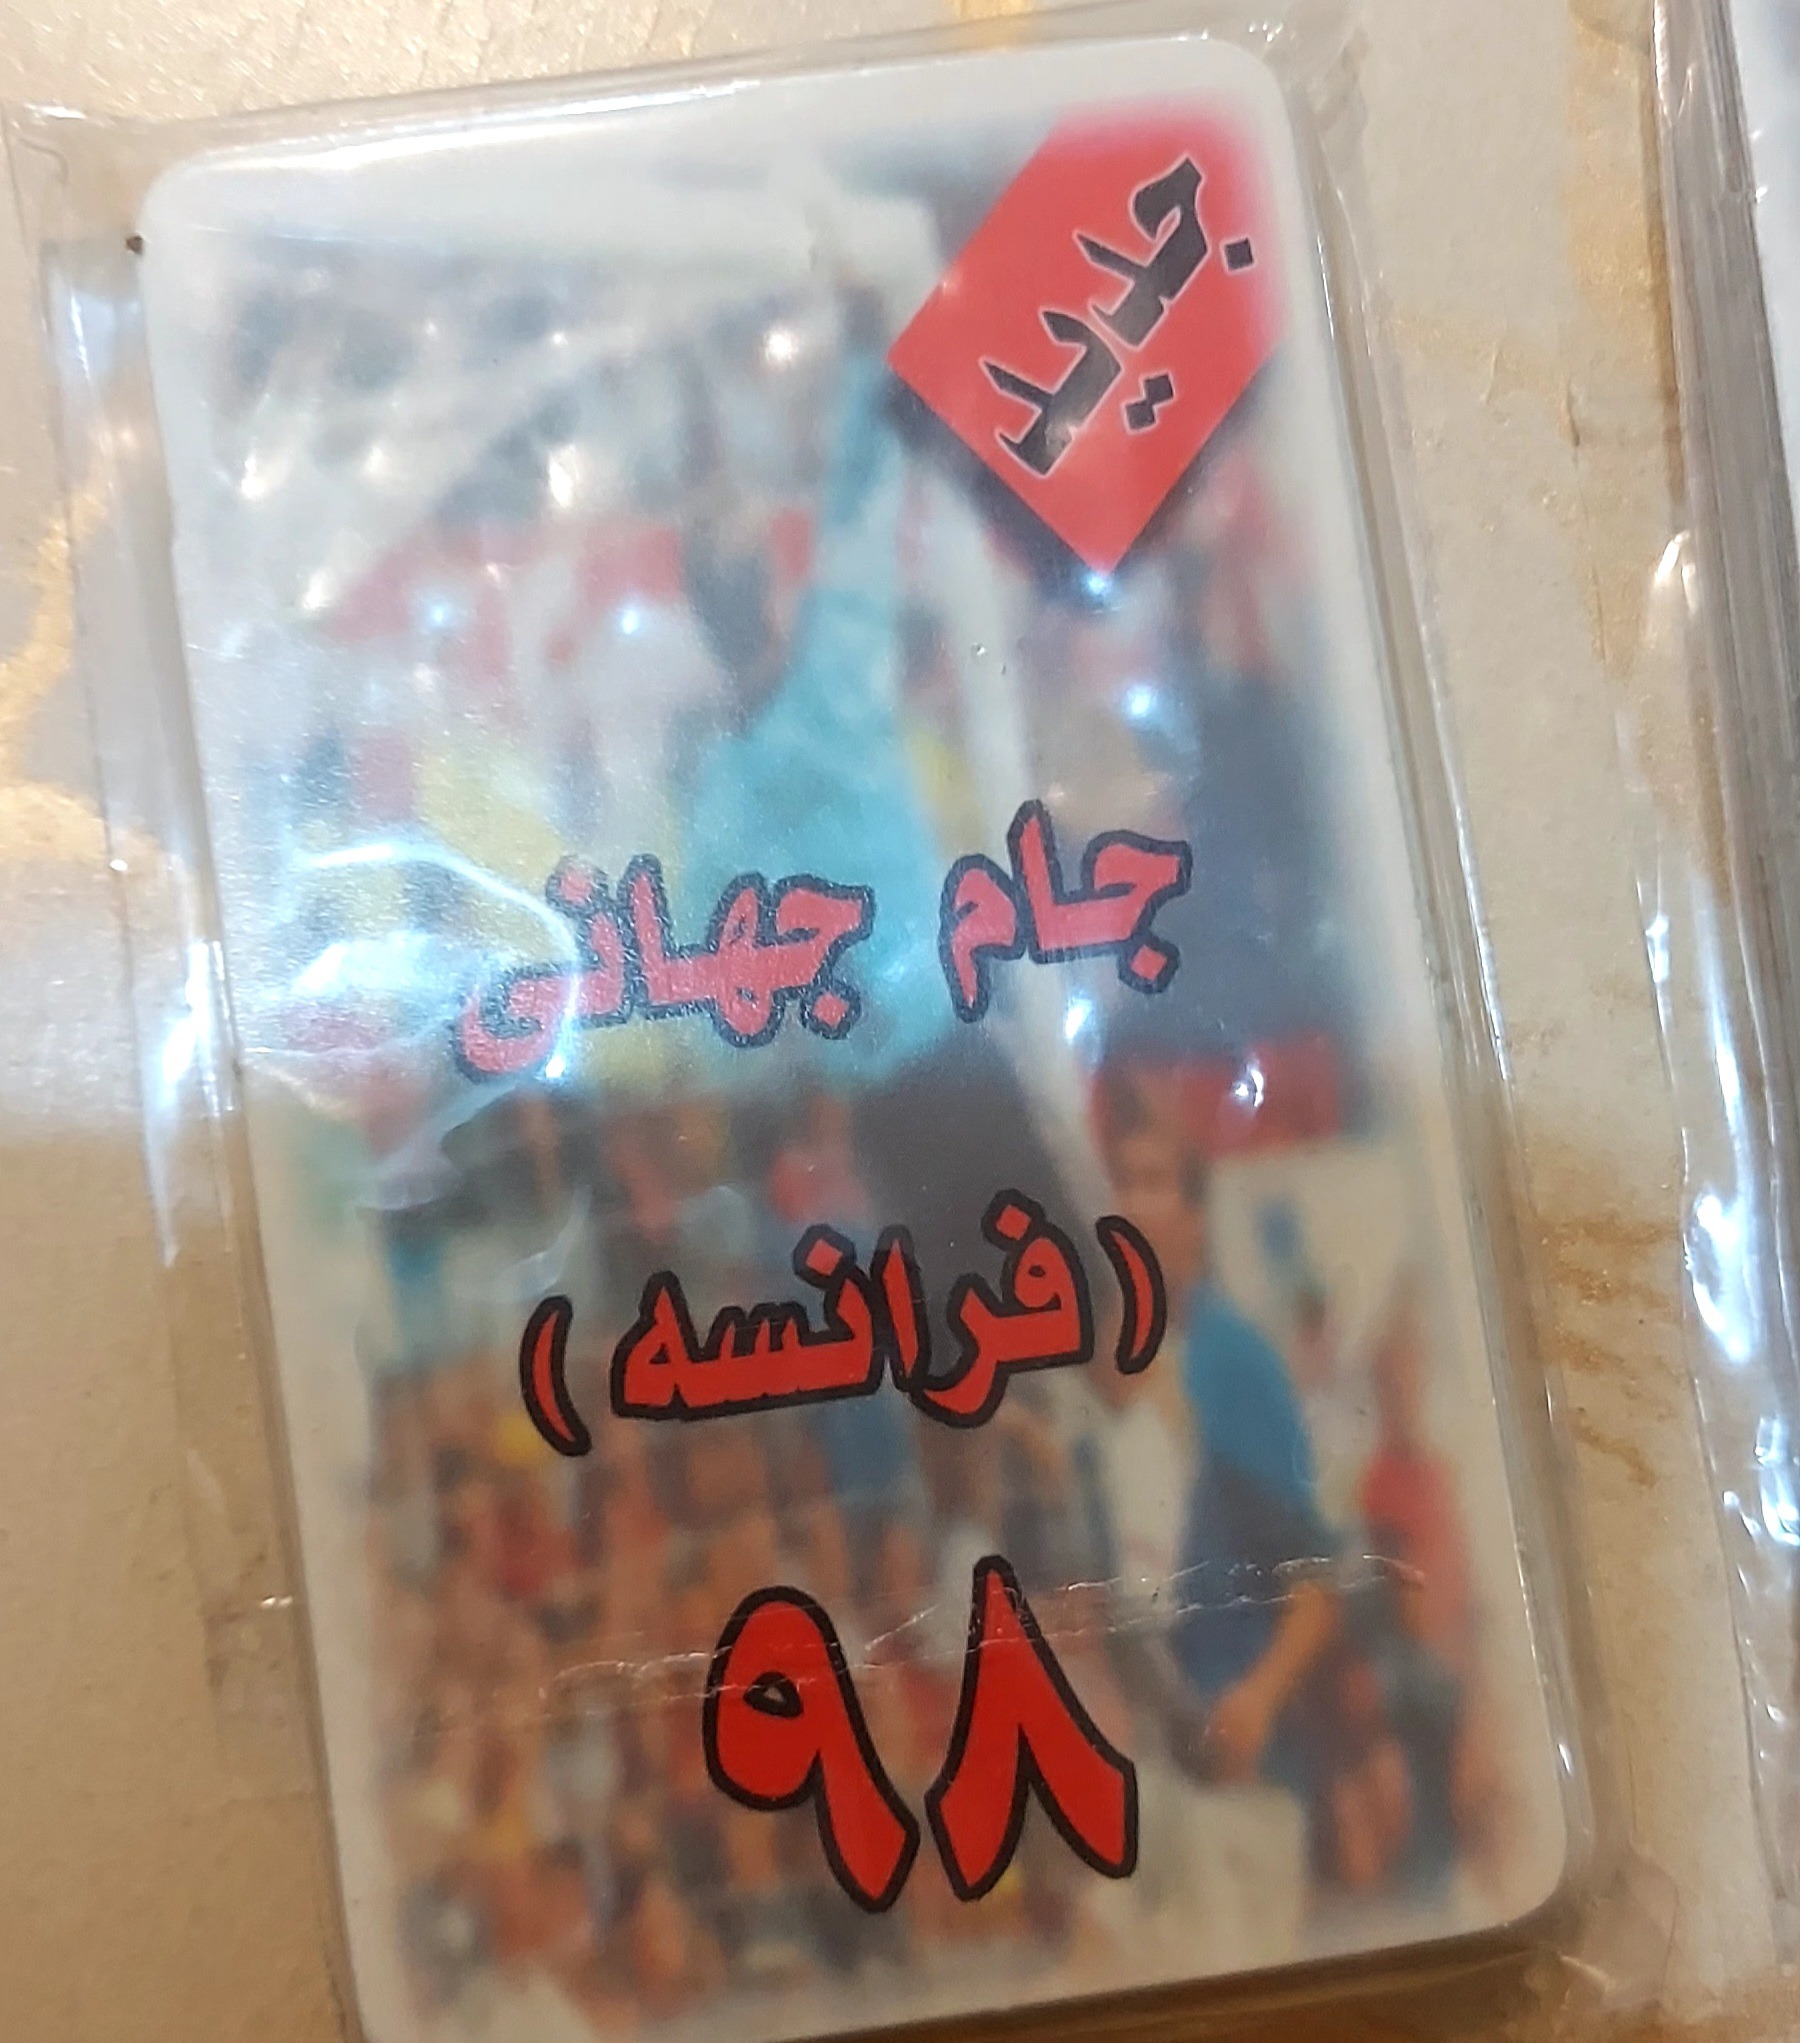 جدید
جام جهانی
(فرانسه)
۹۸